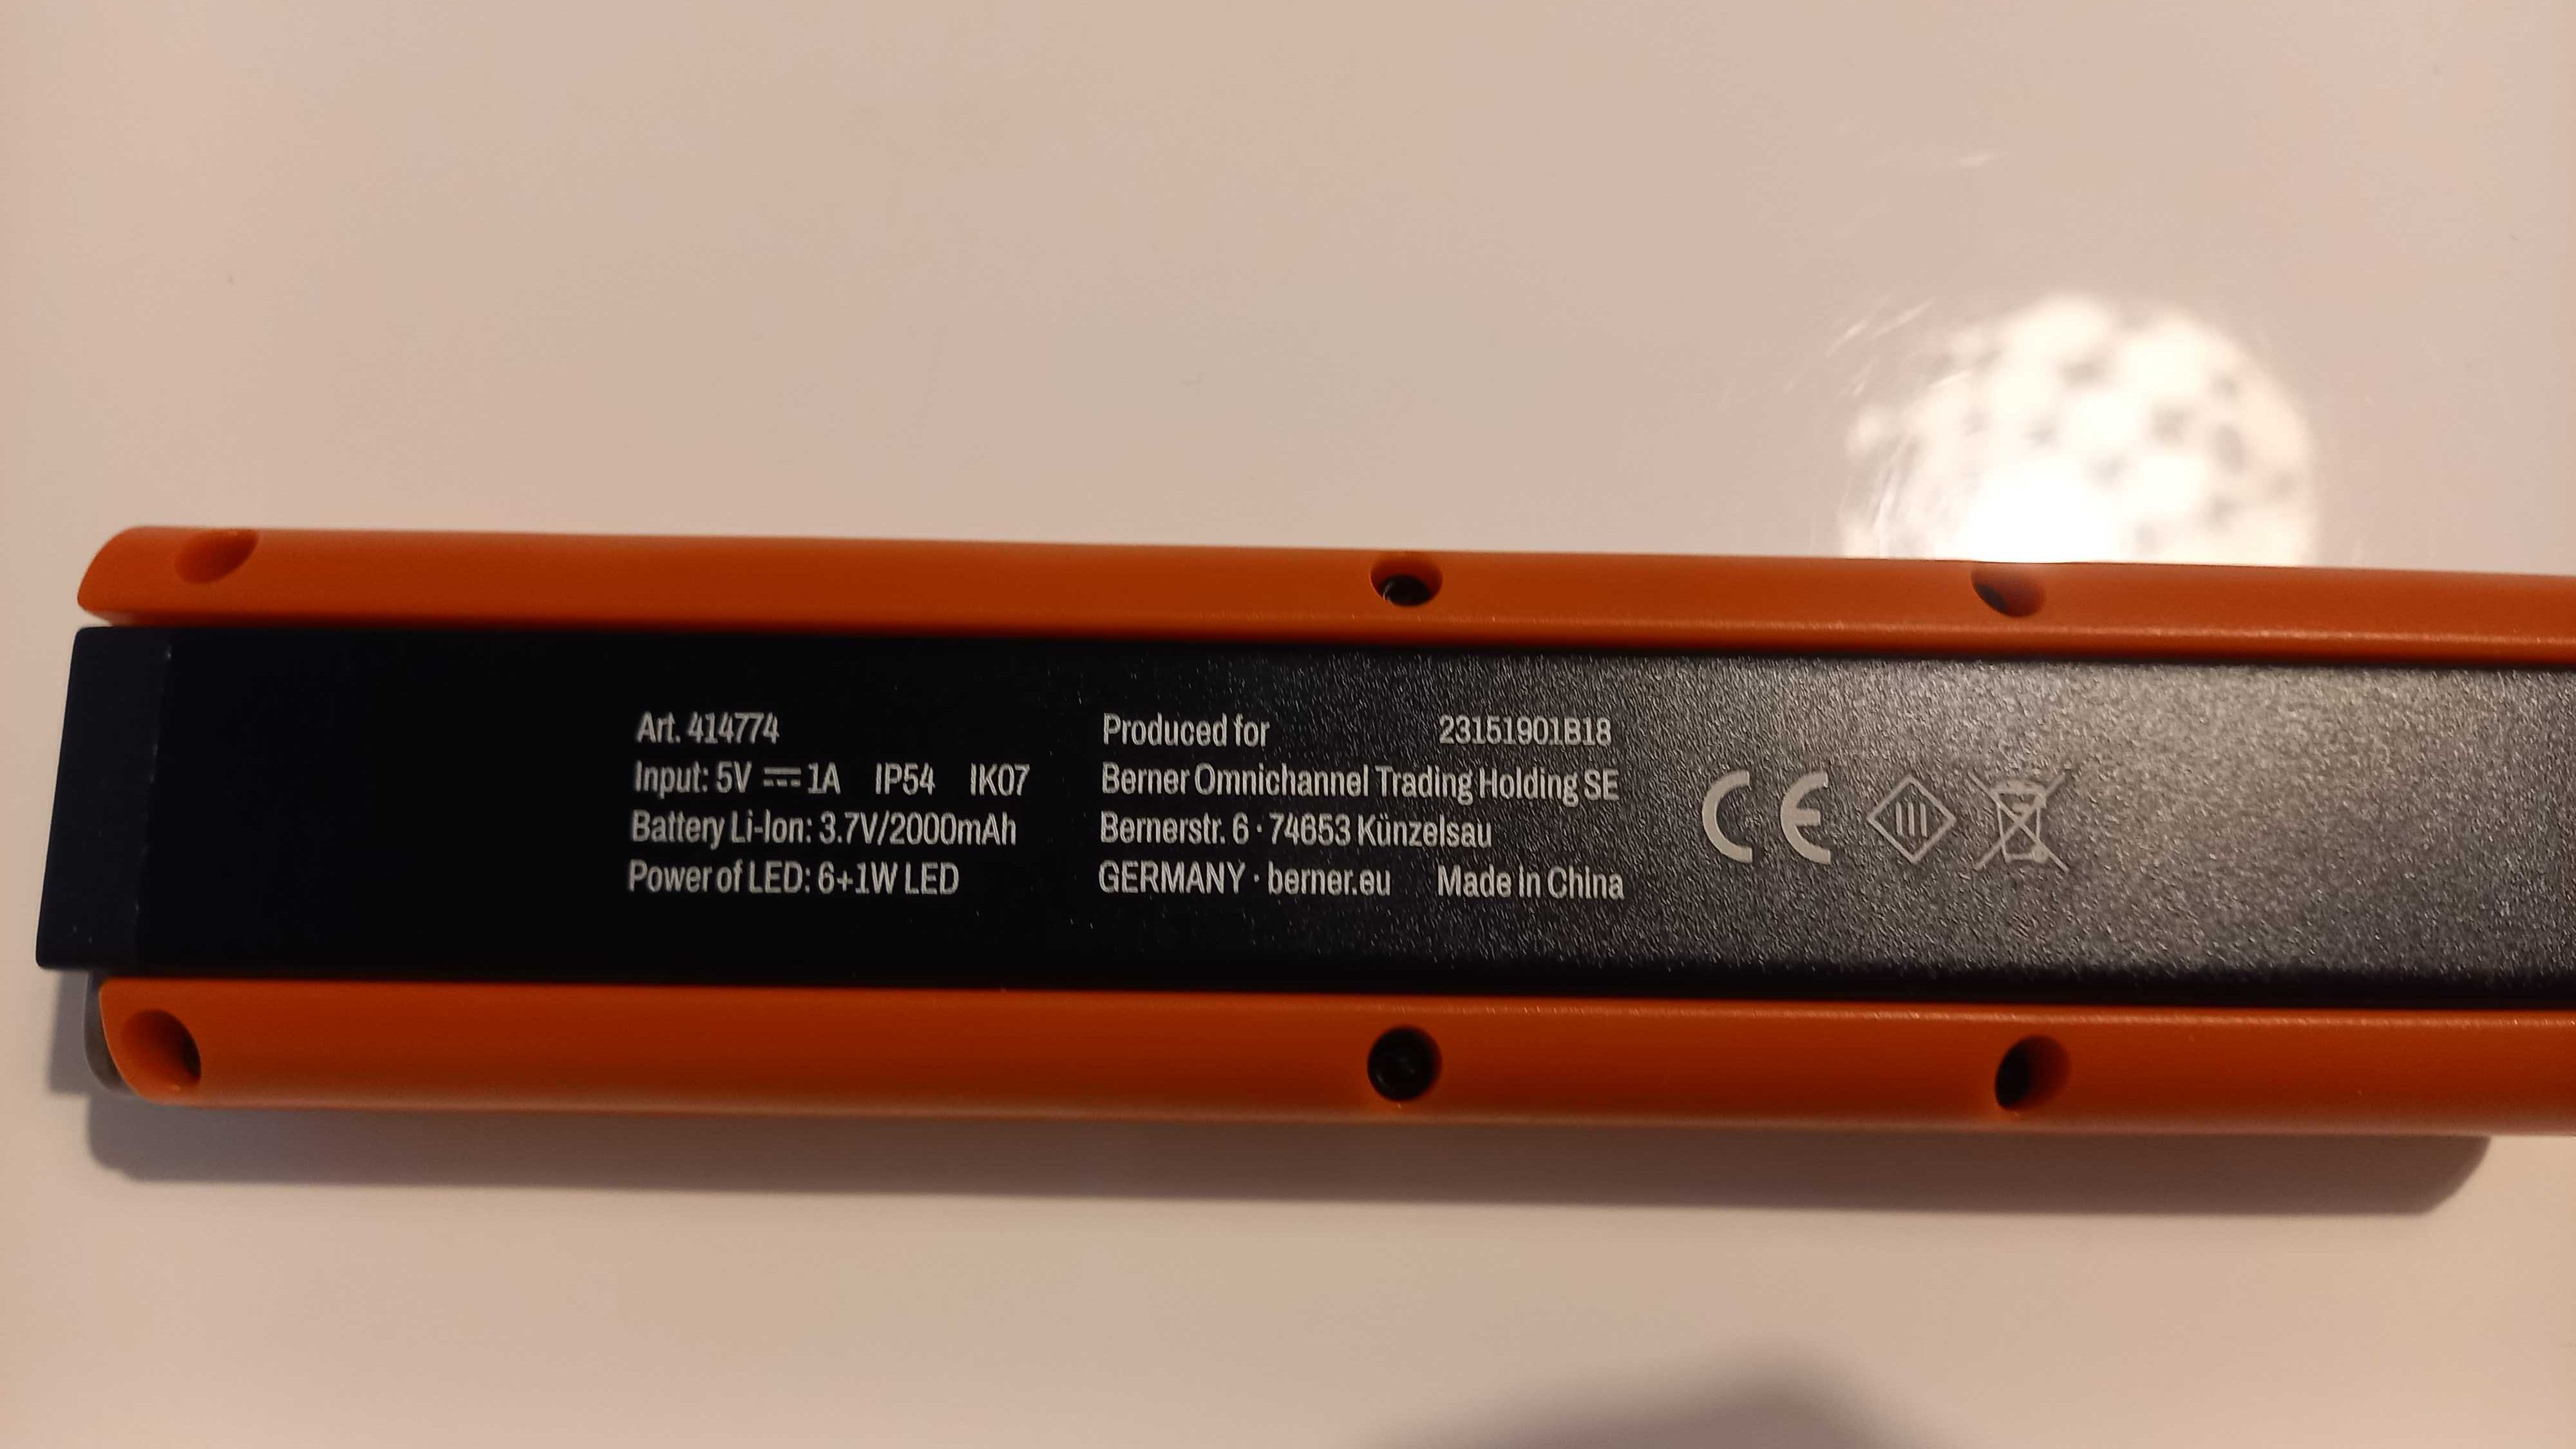 Art. 414774
Input: 5V ⎓ 1A IP54 IK07
Battery Li-Ion: 3.7V/2000mAh
Power of LED: 6+1W LED
Produced for 23151901B18
Berner Omnichannel Trading Holding SE
Bernerstr. 6 · 74653 Künzelsau
GERMANY · berner.eu Made in China
CE
III